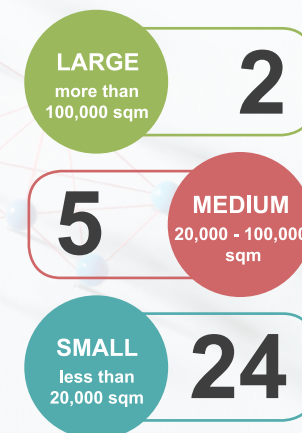 LARGE
more than
100,000 sqm
2
5
MEDIUM
20,000 - 100,000
sqm
SMALL
less than
20,000 sqm
24